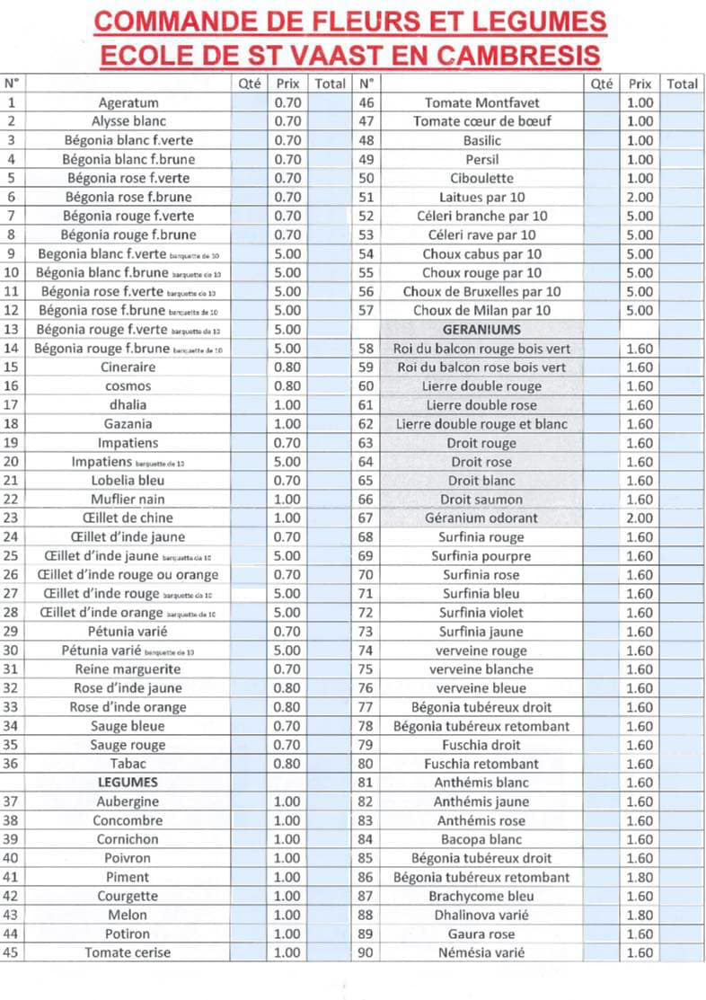 COMMANDE DE FLEURS ET LEGUMES
ECOLE DE ST VAAST EN CAMBRESIS
N° Qté Prix Total
1 Ageratum 0.70
2 Alysse blanc 0.70
3 Bégonia blanc f.verte 0.70
4 Bégonia blanc f.brune 0.70
5 Bégonia rose f.verte 0.70
6 Bégonia rose f.brune 0.70
7 Bégonia rouge f.verte 0.70
8 Bégonia rouge f.brune 0.70
9 Begonia blanc f.verte barquette de 10 5.00
10 Bégonia blanc f.brune barquette de 10 5.00
11 Bégonia rose f.verte barquette de 10 5.00
12 Bégonia rose f.brune barquette de 10 5.00
13 Bégonia rouge f.verte barquette de 10 5.00
14 Bégonia rouge f.brune barquette de 10 5.00
15 Cineraire 0.80
16 cosmos 0.80
17 dhalia 1.00
18 Gazania 1.00
19 Impatiens 0.70
20 Impatiens barquette de 10 5.00
21 Lobelia bleu 0.70
22 Muflier nain 1.00
23 Œillet de chine 1.00
24 Œillet d’inde jaune 0.70
25 Œillet d’inde jaune barquette de 10 5.00
26 Œillet d’inde rouge ou orange 0.70
27 Œillet d’inde rouge barquette de 10 5.00
28 Œillet d’inde orange barquette de 10 5.00
29 Pétunia varié 0.70
30 Pétunia varié barquette de 10 5.00
31 Reine marguerite 0.70
32 Rose d’inde jaune 0.80
33 Rose d’inde orange 0.80
34 Sauge bleue 0.70
35 Sauge rouge 0.70
36 Tabac 0.80
LEGUMES
37 Aubergine 1.00
38 Concombre 1.00
39 Cornichon 1.00
40 Poivron 1.00
41 Piment 1.00
42 Courgette 1.00
43 Melon 1.00
44 Potiron 1.00
45 Tomate cerise 1.00
N° Qté Prix Total
46 Tomate Montfavet 1.00
47 Tomate cœur de bœuf 1.00
48 Basilic 1.00
49 Persil 1.00
50 Ciboulette 1.00
51 Laitues par 10 2.00
52 Céleri branche par 10 5.00
53 Céleri rave par 10 5.00
54 Choux cabus par 10 5.00
55 Choux rouge par 10 5.00
56 Choux de Bruxelles par 10 5.00
57 Choux de Milan par 10 5.00
GERANIUMS
58 Roi du balcon rouge bois vert 1.60
59 Roi du balcon rose bois vert 1.60
60 Lierre double rouge 1.60
61 Lierre double rose 1.60
62 Lierre double rouge et blanc 1.60
63 Droit rouge 1.60
64 Droit rose 1.60
65 Droit blanc 1.60
66 Droit saumon 1.60
67 Géranium odorant 2.00
68 Surfinia rouge 1.60
69 Surfinia pourpre 1.60
70 Surfinia rose 1.60
71 Surfinia bleu 1.60
72 Surfinia violet 1.60
73 Surfinia jaune 1.60
74 verveine rouge 1.60
75 verveine blanche 1.60
76 verveine bleue 1.60
77 Bégonia tubéreux droit 1.60
78 Bégonia tubéreux retombant 1.60
79 Fuschia droit 1.60
80 Fuschia retombant 1.60
81 Anthémis blanc 1.60
82 Anthémis jaune 1.60
83 Anthémis rose 1.60
84 Bacopa blanc 1.60
85 Bégonia tubéreux droit 1.60
86 Bégonia tubéreux retombant 1.80
87 Brachycome bleu 1.60
88 Dhalinova varié 1.80
89 Gaura rose 1.60
90 Némésia varié 1.60